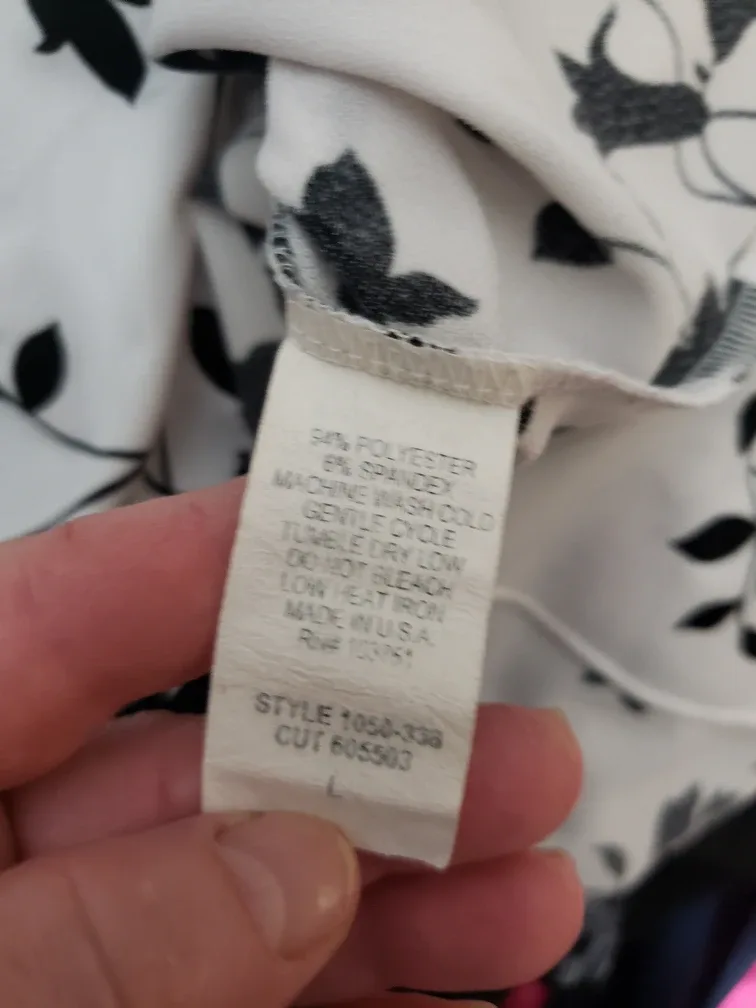 94% POLYESTER
6% SPANDEX
MACHINE WASH COLD
GENTLE CYCLE
TUMBLE DRY LOW
DO NOT BLEACH
LOW HEAT IRON
MADE IN U.S.A.
RN#
STYLE 1050-338
CUT 605503
L